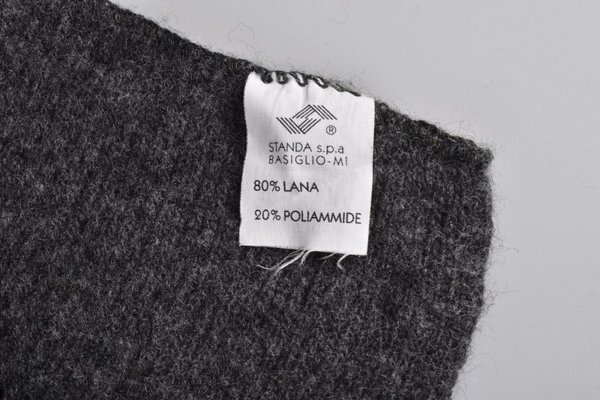 ®
STANDA s.p.a
BASIGLIO-MI
80% LANA
20% POLIAMMIDE